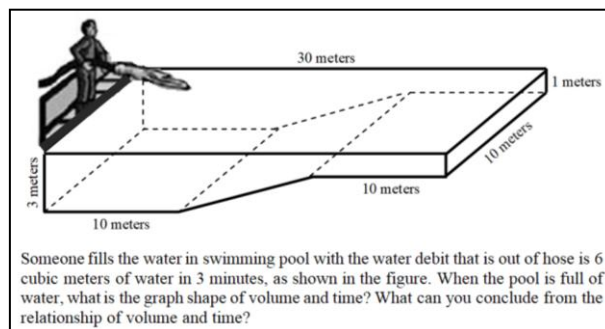 30 meters
1 meters
10 meters
3 meters
10 meters
10 meters
Someone fills the water in swimming pool with the water debit that is out of hose is 6
cubic meters of water in 3 minutes, as shown in the figure. When the pool is full of
water, what is the graph shape of volume and time? What can you conclude from the
relationship of volume and time?